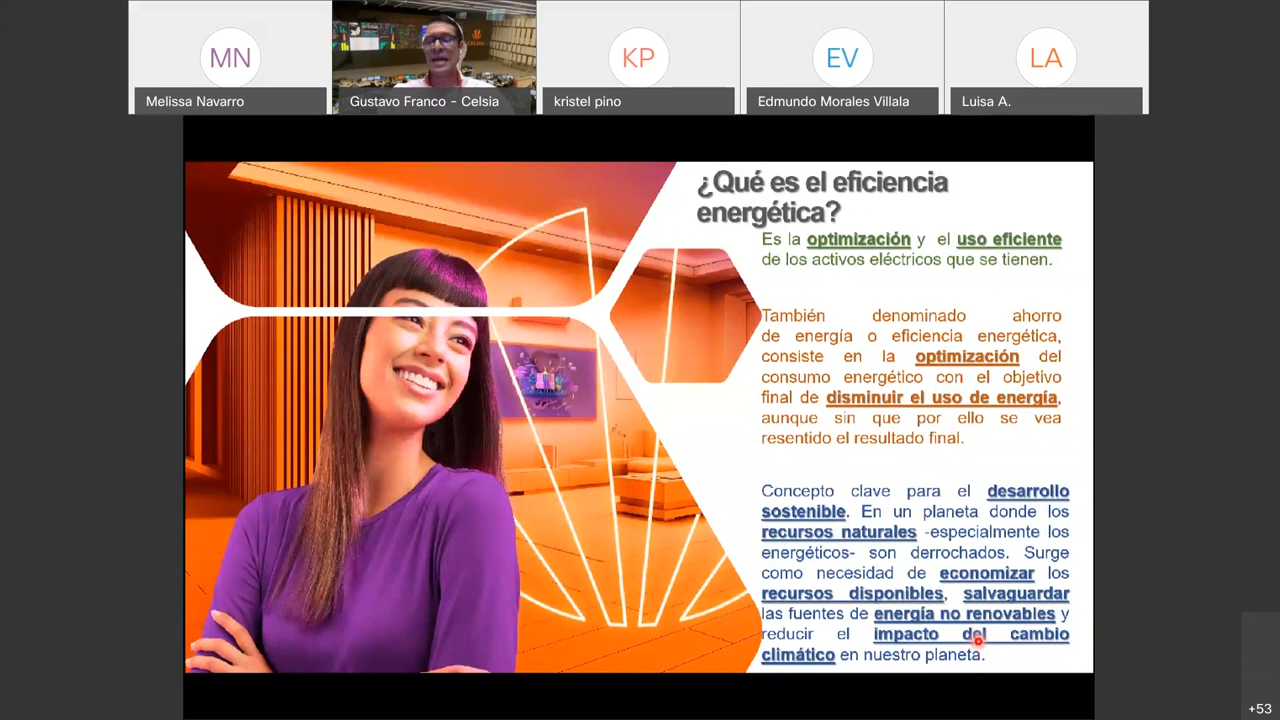 MN
KP
EV
LA
Melissa Navarro
Gustavo Franco - Celsia
kristel pino
Edmundo Morales Villala
Luisa A.
¿Qué es el eficiencia
energética?
Es la optimización y el uso eficiente
de los activos eléctricos que se tienen.
También denominado ahorro
de energía o eficiencia energética,
consiste en la optimización del
consumo energético con el objetivo
final de disminuir el uso de energía,
aunque sin que por ello se vea
resentido el resultado final.
Concepto clave para el desarrollo
sostenible. En un planeta donde los
recursos naturales -especialmente los
energéticos- son derrochados. Surge
como necesidad de economizar los
recursos disponibles, salvaguardar
las fuentes de energía no renovables y
reducir el impacto del cambio
climático en nuestro planeta.
+53